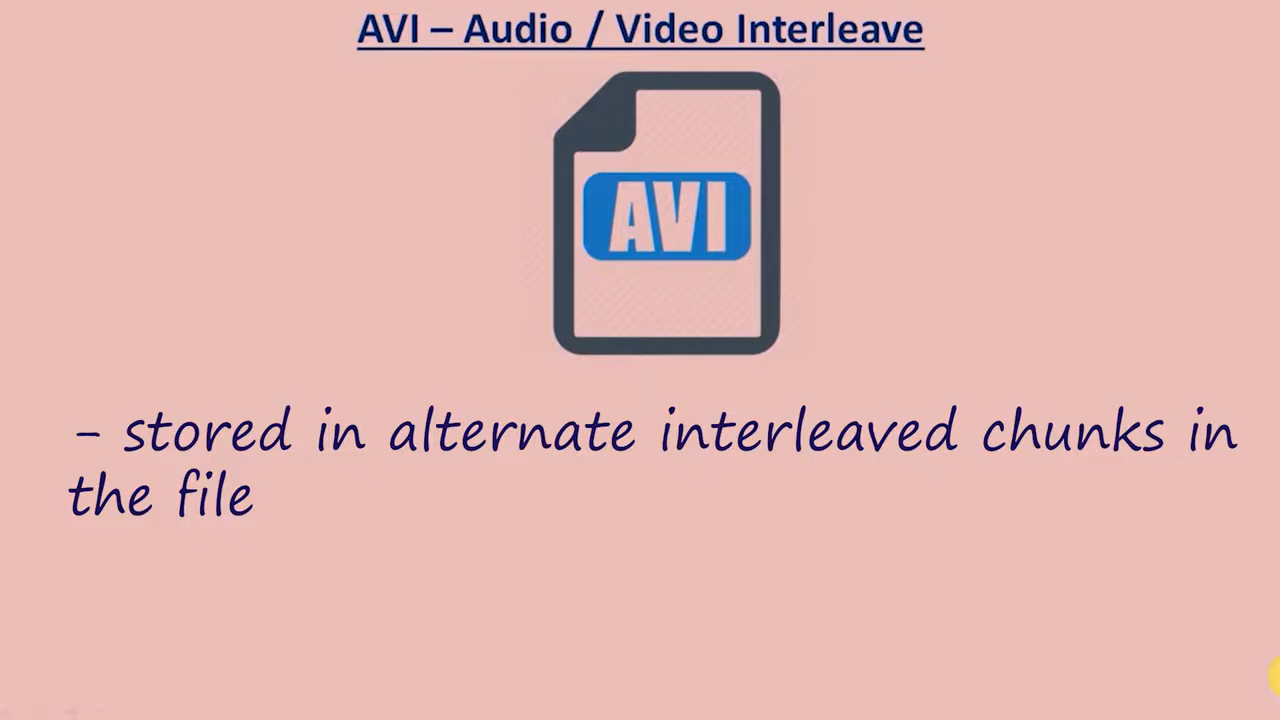 AVI – Audio / Video Interleave
AVI
- stored in alternate interleaved chunks in
the file